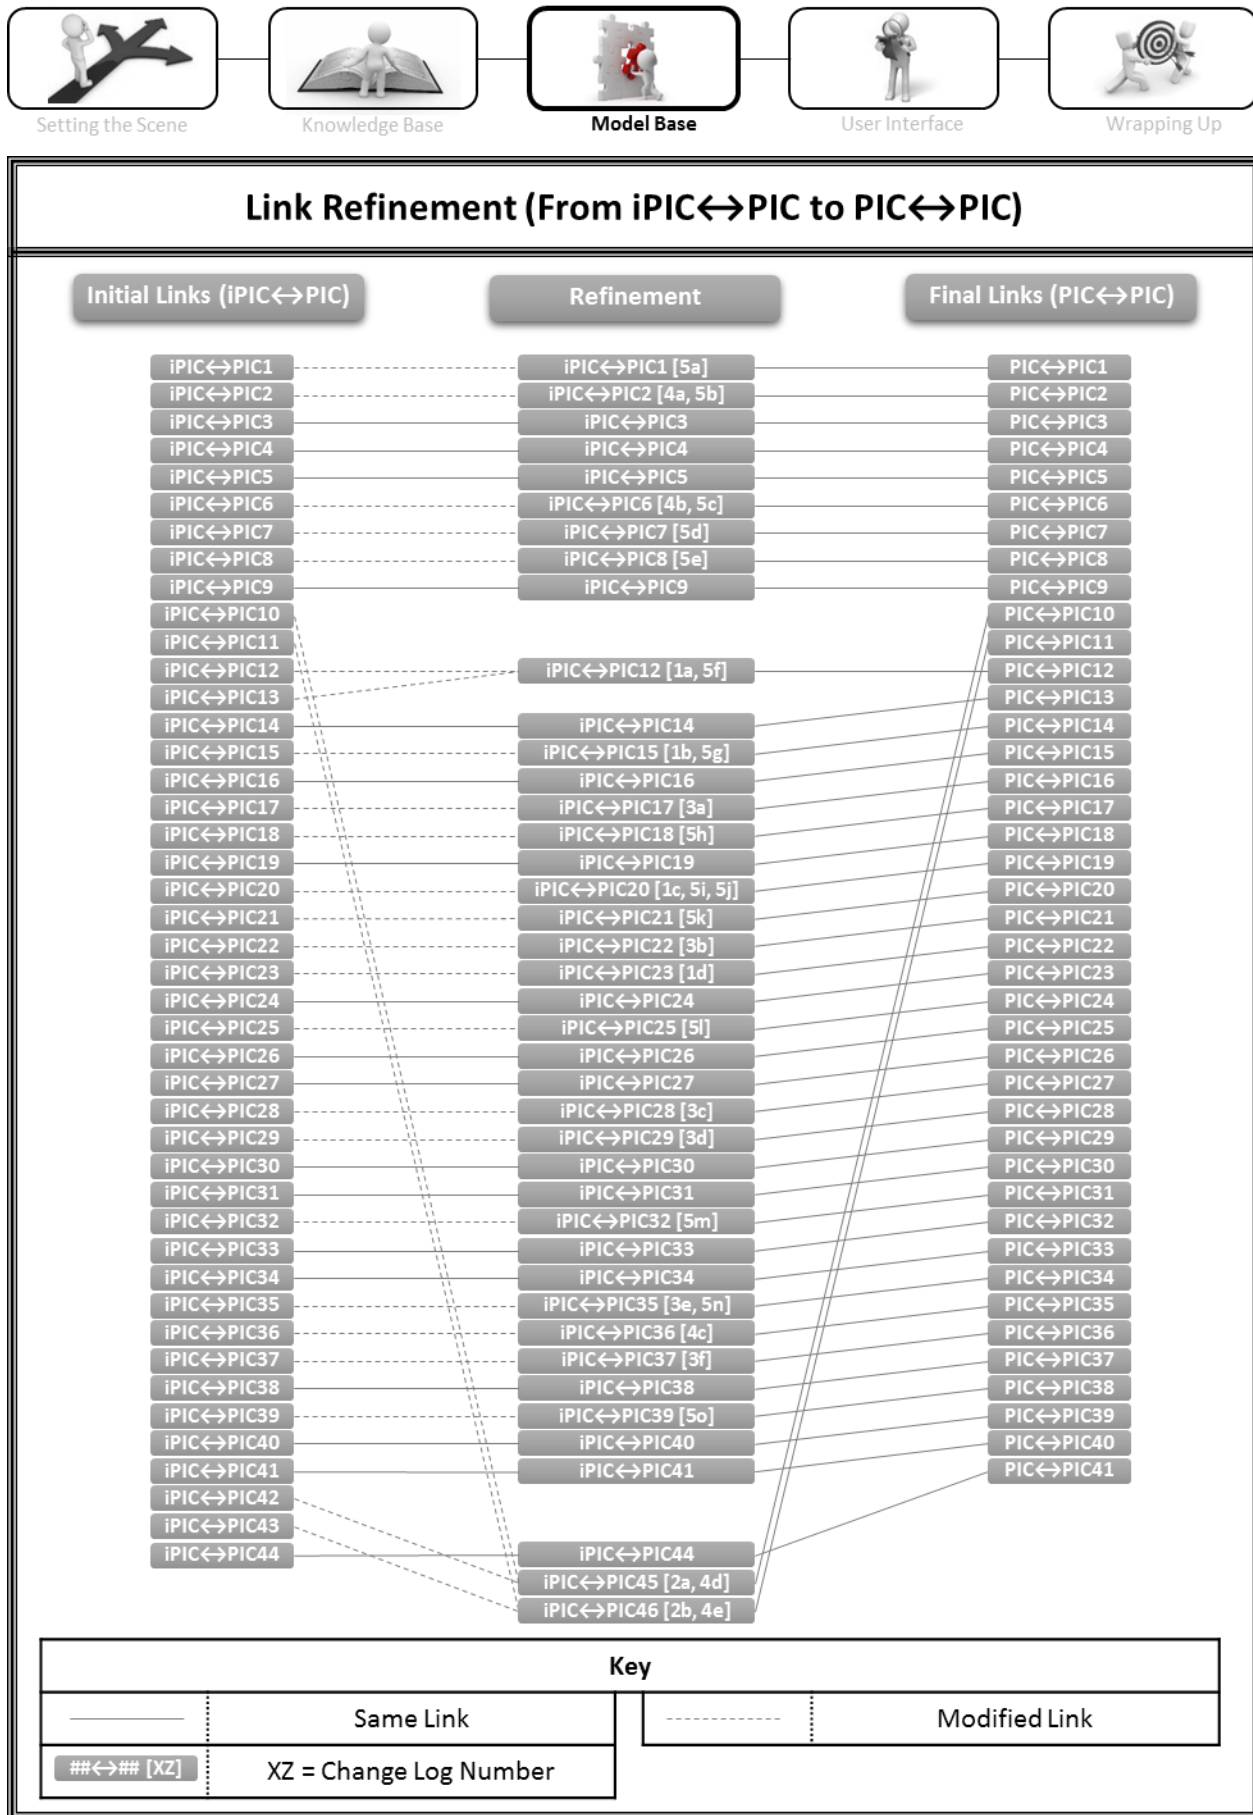 Setting the Scene Knowledge Base Model Base User Interface Wrapping Up
Link Refinement (From iPIC↔PIC to PIC↔PIC)
Initial Links (iPIC↔PIC) Refinement Final Links (PIC↔PIC)
iPIC↔PIC1 iPIC↔PIC1 [5a] PIC↔PIC1
iPIC↔PIC2 iPIC↔PIC2 [4a, 5b] PIC↔PIC2
iPIC↔PIC3 iPIC↔PIC3 PIC↔PIC3
iPIC↔PIC4 iPIC↔PIC4 PIC↔PIC4
iPIC↔PIC5 iPIC↔PIC5 PIC↔PIC5
iPIC↔PIC6 iPIC↔PIC6 [4b, 5c] PIC↔PIC6
iPIC↔PIC7 iPIC↔PIC7 [5d] PIC↔PIC7
iPIC↔PIC8 iPIC↔PIC8 [5e] PIC↔PIC8
iPIC↔PIC9 iPIC↔PIC9 PIC↔PIC9
iPIC↔PIC10 PIC↔PIC10
iPIC↔PIC11 PIC↔PIC11
iPIC↔PIC12 iPIC↔PIC12 [1a, 5f] PIC↔PIC12
iPIC↔PIC13 PIC↔PIC13
iPIC↔PIC14 iPIC↔PIC14 PIC↔PIC14
iPIC↔PIC15 iPIC↔PIC15 [1b, 5g] PIC↔PIC15
iPIC↔PIC16 iPIC↔PIC16 PIC↔PIC16
iPIC↔PIC17 iPIC↔PIC17 [3a] PIC↔PIC17
iPIC↔PIC18 iPIC↔PIC18 [5h] PIC↔PIC18
iPIC↔PIC19 iPIC↔PIC19 PIC↔PIC19
iPIC↔PIC20 iPIC↔PIC20 [1c, 5i, 5j] PIC↔PIC20
iPIC↔PIC21 iPIC↔PIC21 [5k] PIC↔PIC21
iPIC↔PIC22 iPIC↔PIC22 [3b] PIC↔PIC22
iPIC↔PIC23 iPIC↔PIC23 [1d] PIC↔PIC23
iPIC↔PIC24 iPIC↔PIC24 PIC↔PIC24
iPIC↔PIC25 iPIC↔PIC25 [5l] PIC↔PIC25
iPIC↔PIC26 iPIC↔PIC26 PIC↔PIC26
iPIC↔PIC27 iPIC↔PIC27 PIC↔PIC27
iPIC↔PIC28 iPIC↔PIC28 [3c] PIC↔PIC28
iPIC↔PIC29 iPIC↔PIC29 [3d] PIC↔PIC29
iPIC↔PIC30 iPIC↔PIC30 PIC↔PIC30
iPIC↔PIC31 iPIC↔PIC31 PIC↔PIC31
iPIC↔PIC32 iPIC↔PIC32 [5m] PIC↔PIC32
iPIC↔PIC33 iPIC↔PIC33 PIC↔PIC33
iPIC↔PIC34 iPIC↔PIC34 PIC↔PIC34
iPIC↔PIC35 iPIC↔PIC35 [3e, 5n] PIC↔PIC35
iPIC↔PIC36 iPIC↔PIC36 [4c] PIC↔PIC36
iPIC↔PIC37 iPIC↔PIC37 [3f] PIC↔PIC37
iPIC↔PIC38 iPIC↔PIC38 PIC↔PIC38
iPIC↔PIC39 iPIC↔PIC39 [5o] PIC↔PIC39
iPIC↔PIC40 iPIC↔PIC40 PIC↔PIC40
iPIC↔PIC41 iPIC↔PIC41 PIC↔PIC41
iPIC↔PIC42
iPIC↔PIC43
iPIC↔PIC44 iPIC↔PIC44
iPIC↔PIC45 [2a, 4d]
iPIC↔PIC46 [2b, 4e]
Key
Same Link Modified Link
##↔## [XZ] XZ = Change Log Number